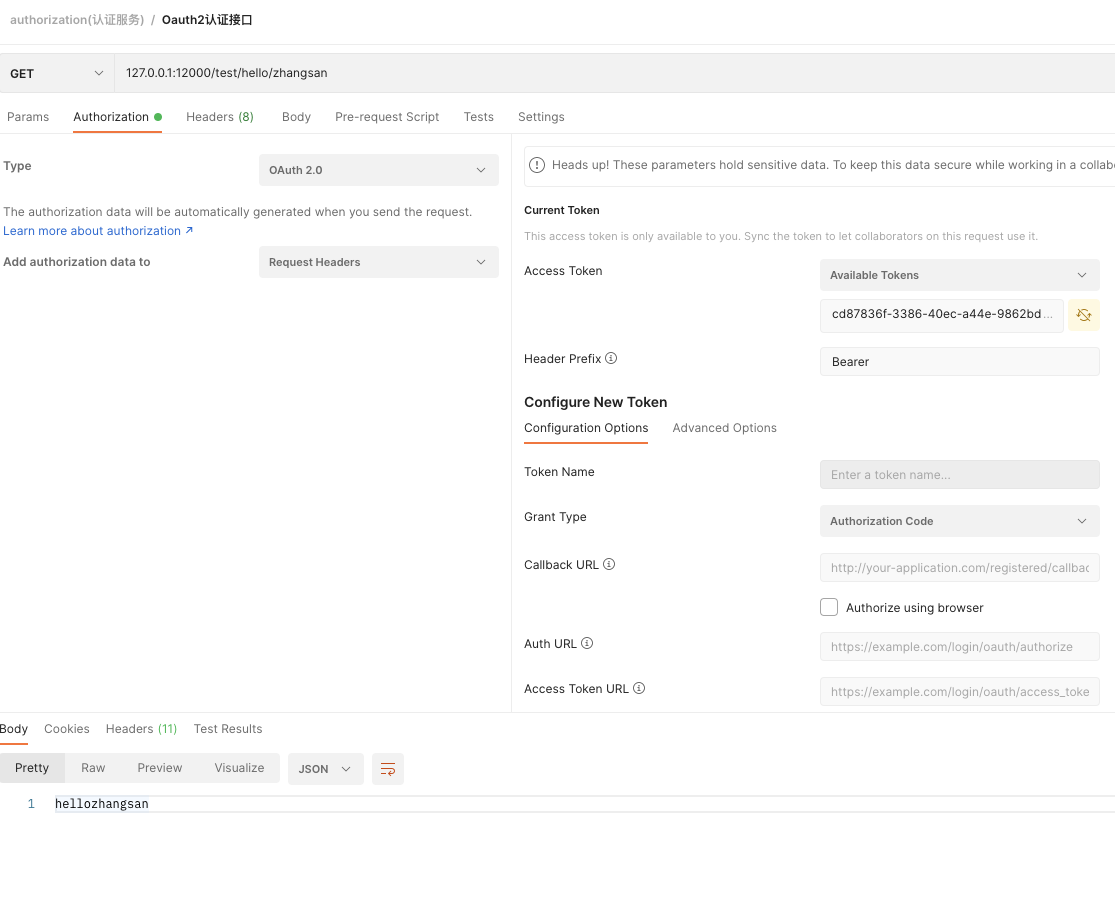 authorization(认证服务) / Oauth2认证接口
GET 127.0.0.1:12000/test/hello/zhangsan
Params Authorization Headers (8) Body Pre-request Script Tests Settings
Type OAuth 2.0
The authorization data will be automatically generated when you send the request.
Learn more about authorization ↗
Add authorization data to Request Headers
Heads up! These parameters hold sensitive data. To keep this data secure while working in a collabo
Current Token
This access token is only available to you. Sync the token to let collaborators on this request use it.
Access Token Available Tokens
cd87836f-3386-40ec-a44e-9862bd...
Header Prefix Bearer
Configure New Token
Configuration Options Advanced Options
Token Name Enter a token name...
Grant Type Authorization Code
Callback URL http://your-application.com/registered/callbac
Authorize using browser
Auth URL https://example.com/login/oauth/authorize
Access Token URL https://example.com/login/oauth/access_toke
Body Cookies Headers (11) Test Results
Pretty Raw Preview Visualize JSON
1 hellozhangsan